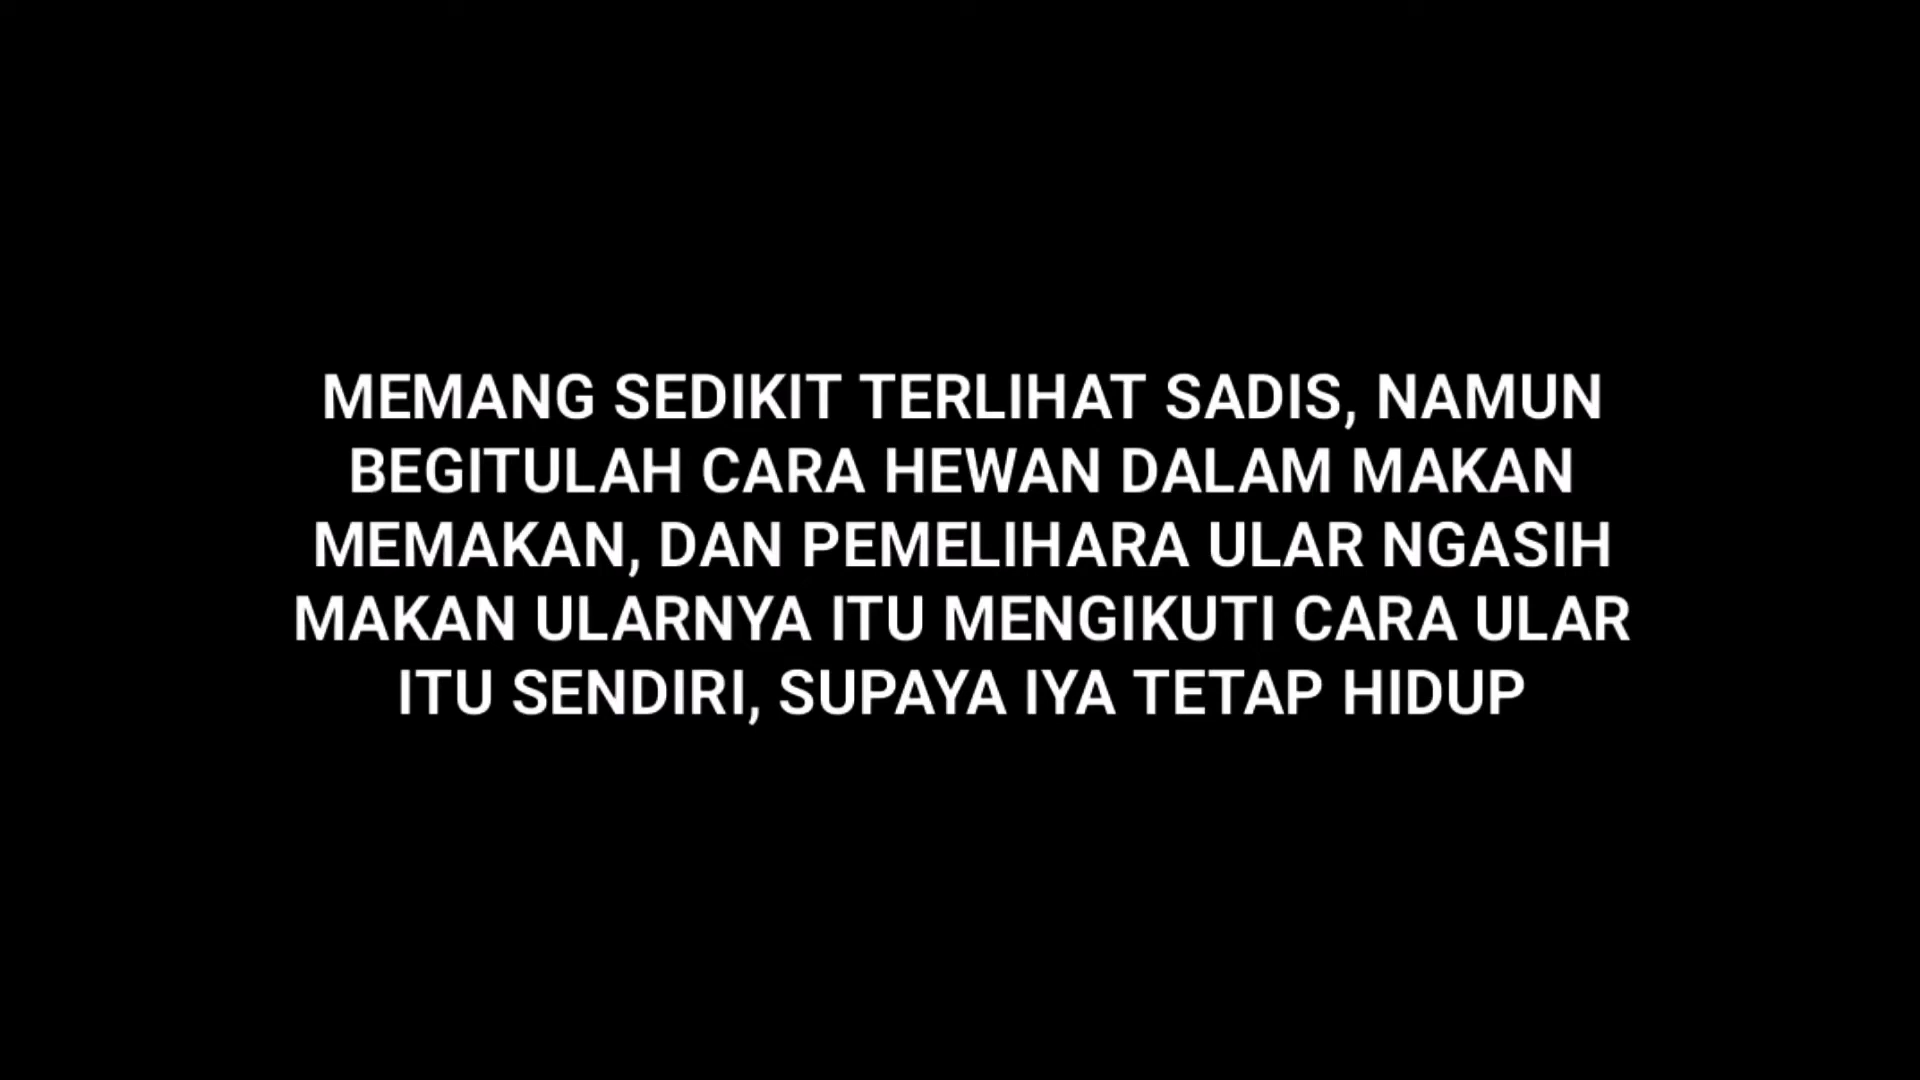 MEMANG SEDIKIT TERLIHAT SADIS, NAMUN
BEGITULAH CARA HEWAN DALAM MAKAN
MEMAKAN, DAN PEMELIHARA ULAR NGASIH
MAKAN ULARNYA ITU MENGIKUTI CARA ULAR
ITU SENDIRI, SUPAYA IYA TETAP HIDUP